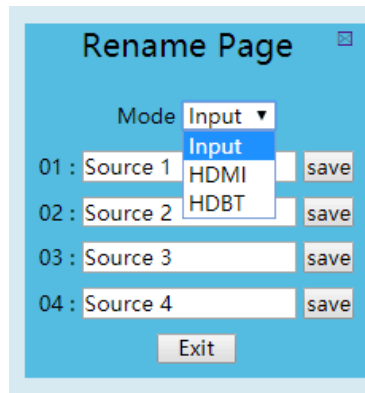 Rename Page
Mode Input
Input
HDMI
HDBT
01 : Source 1 save
02 : Source 2 save
03 : Source 3 save
04 : Source 4 save
Exit